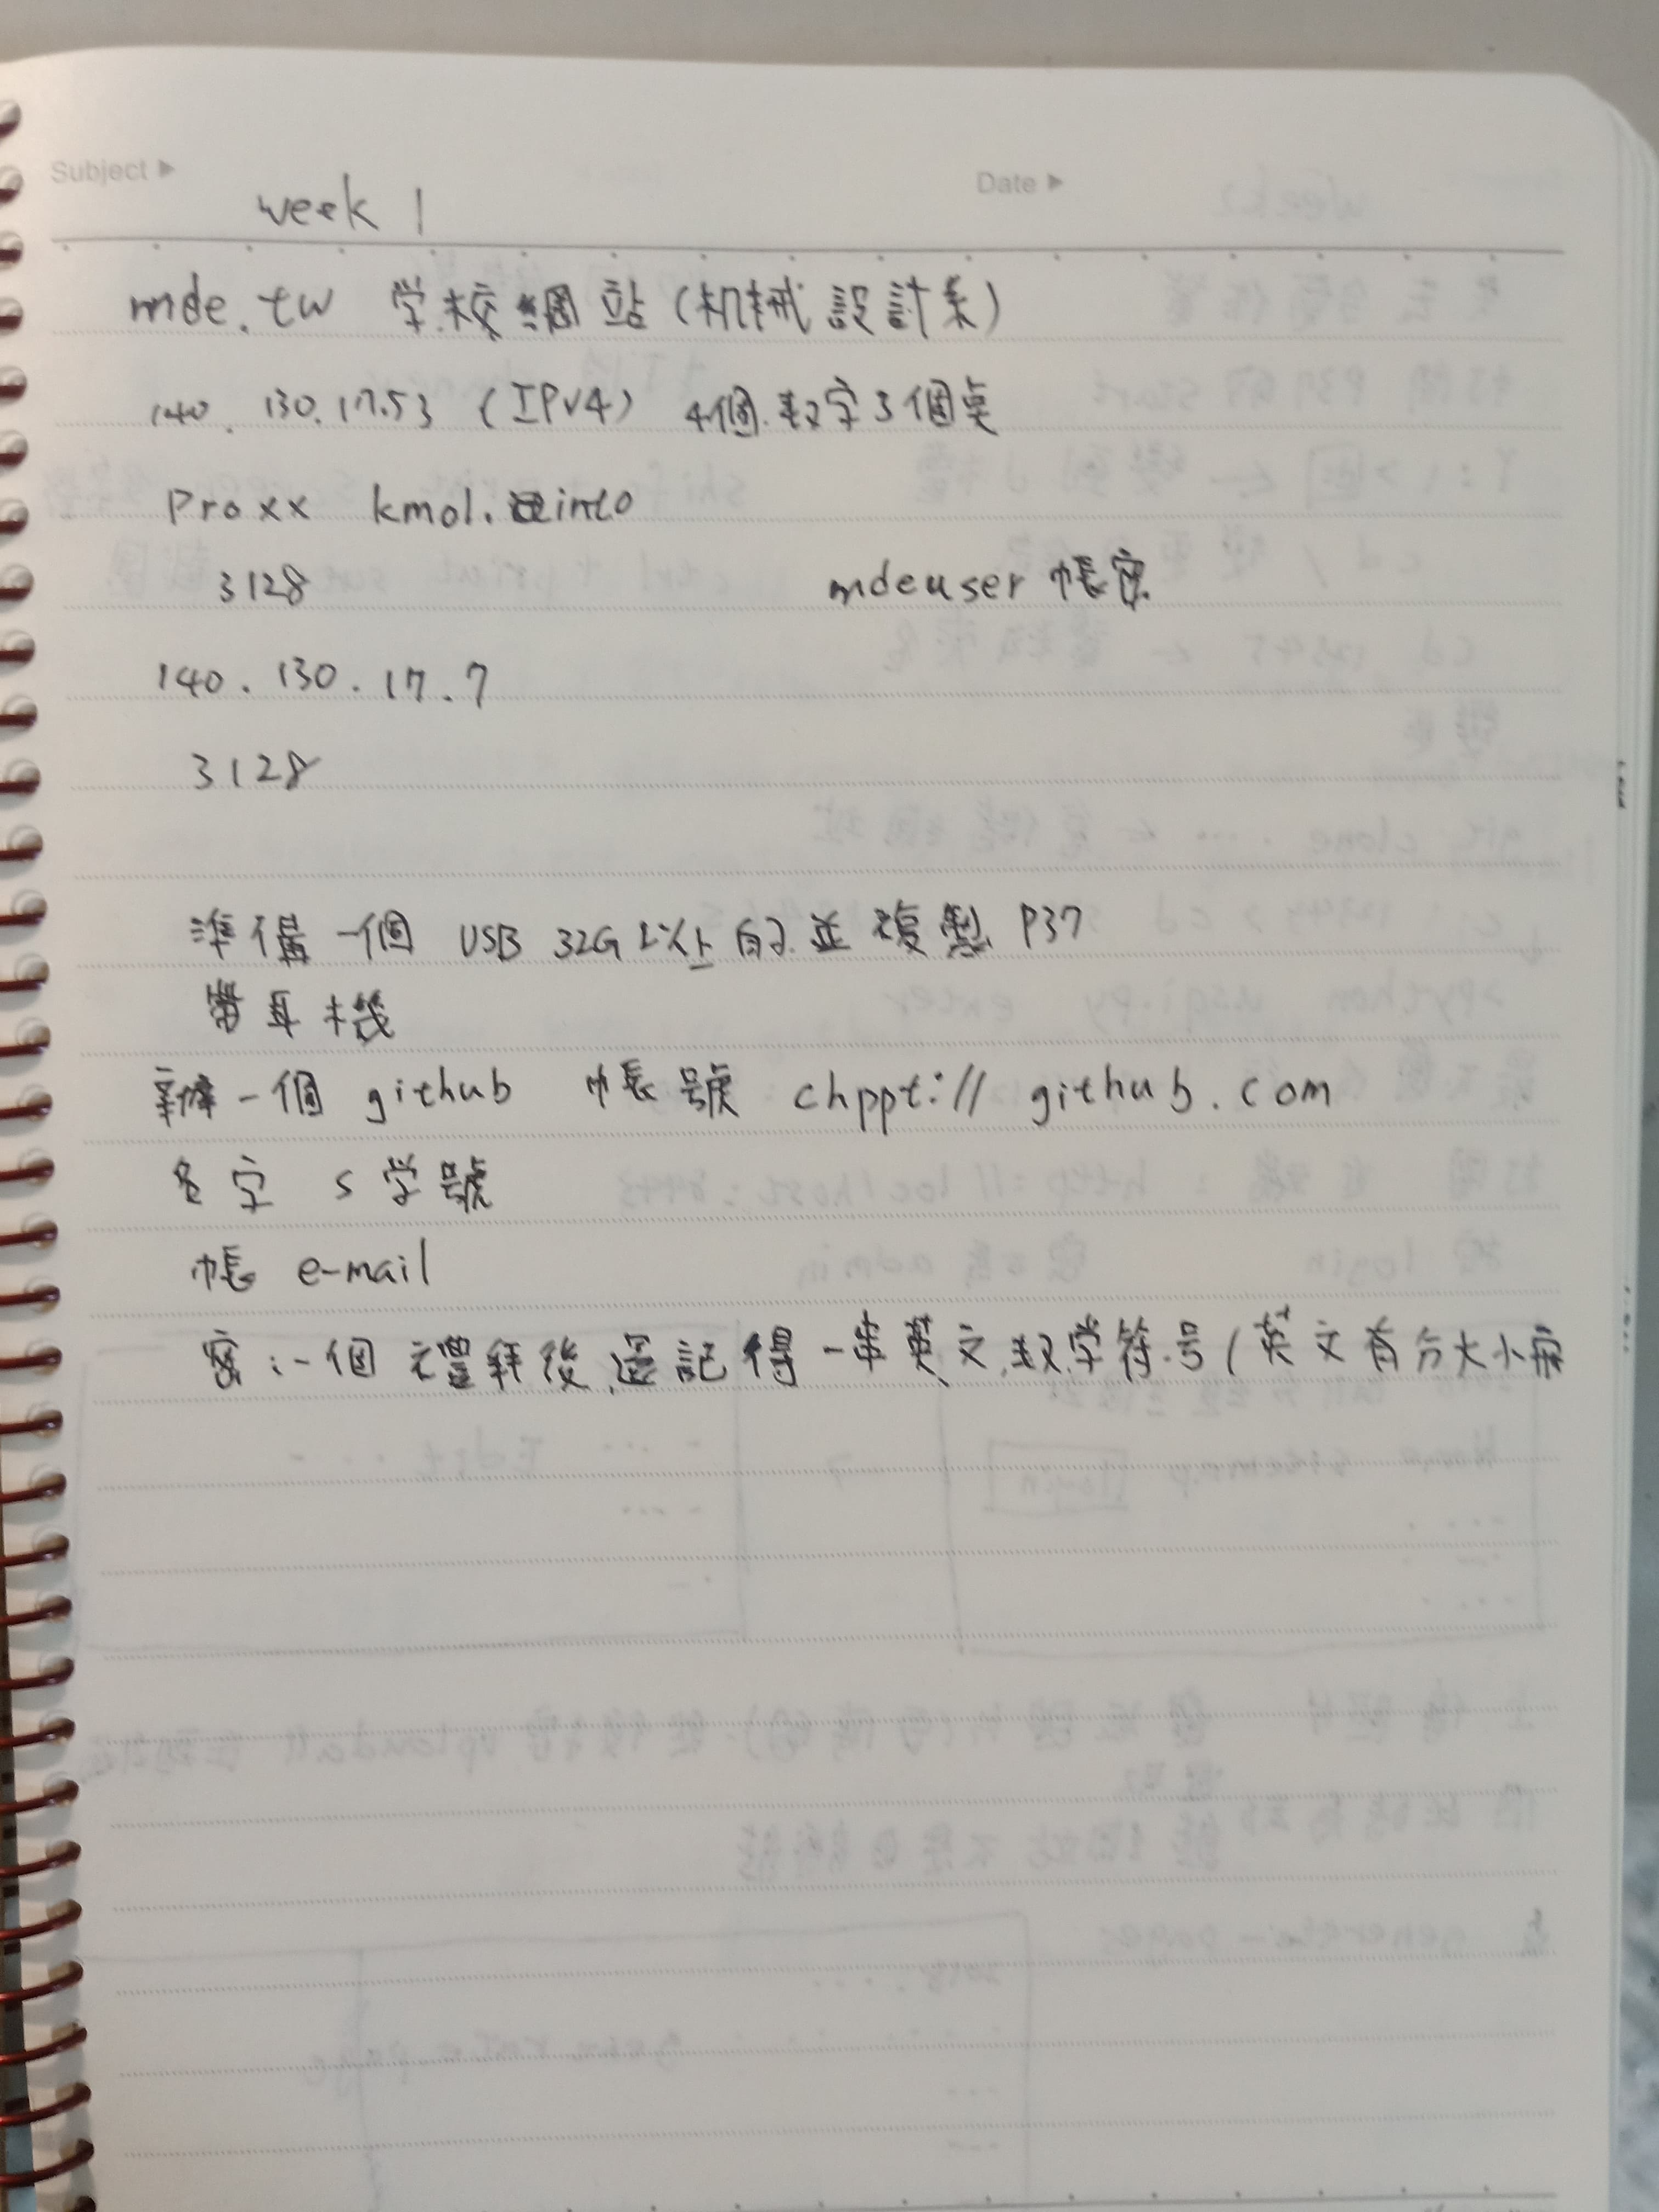 Subject ▶ Date ▶
week 1
mde.tw 学校網站(机械設計系)
140.130.17.53 (IPv4) 4個数字3個奌
Proxx kmol.info
3128 mdeuser 帳密
140.130.17.7
3128
準備一個 USB 32G以上的並複製 P37
帶耳機
辦一個 github 帳號 chppt://github.com
名字 s学號
帳 e-mail
密:一個禮拜後還記得一串英文数学符号(英文有分大小寫